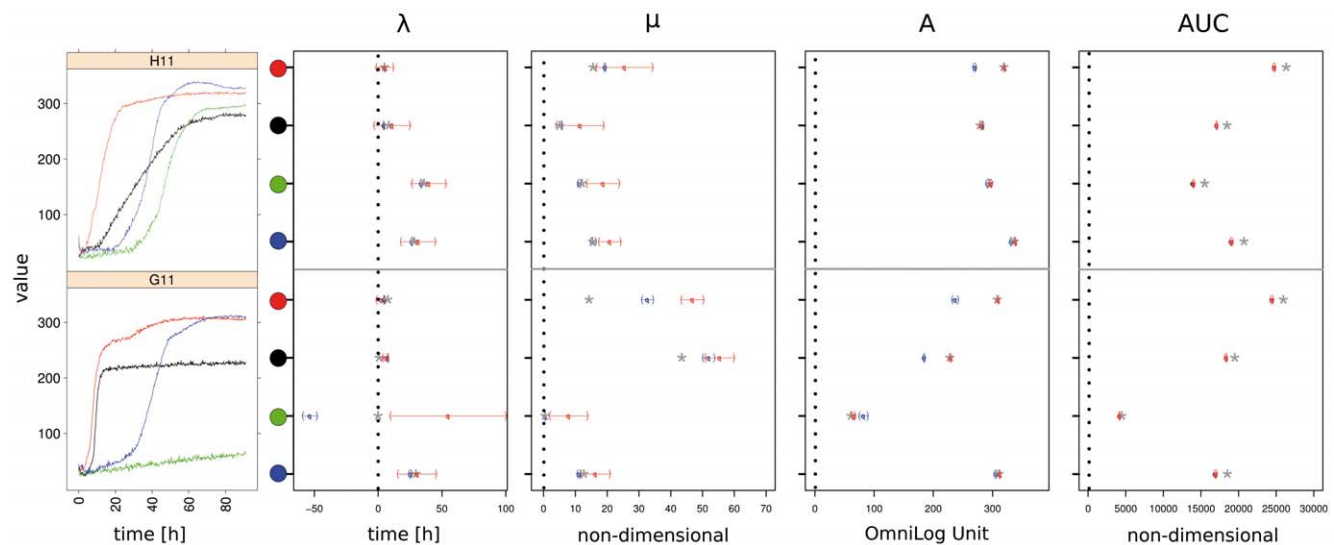 λ μ A AUC
H11
300
200
100
value
G11
300
200
100
0 20 40 60 80
−50 0 50 100
0 10 20 30 40 50 60 70
0 100 200 300
0 5000 10000 15000 20000 25000 30000
time [h] time [h] non-dimensional OmniLog Unit non-dimensional